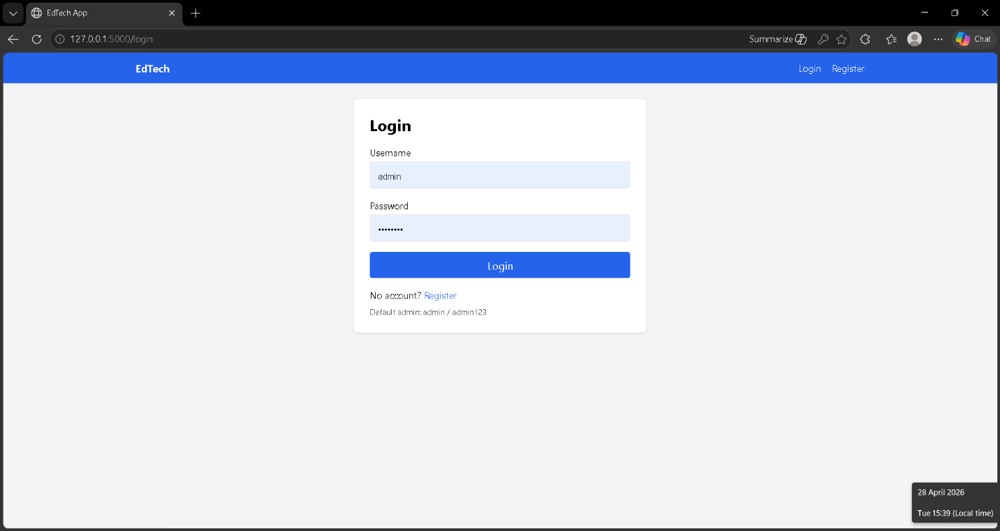 EdTech App
127.0.0.1:5000/login
Summarize
Chat
EdTech
Login Register
Login
Username
admin
Password
••••••••
Login
No account? Register
Default admin: admin / admin123
28 April 2026
Tue 15:39 (Local time)